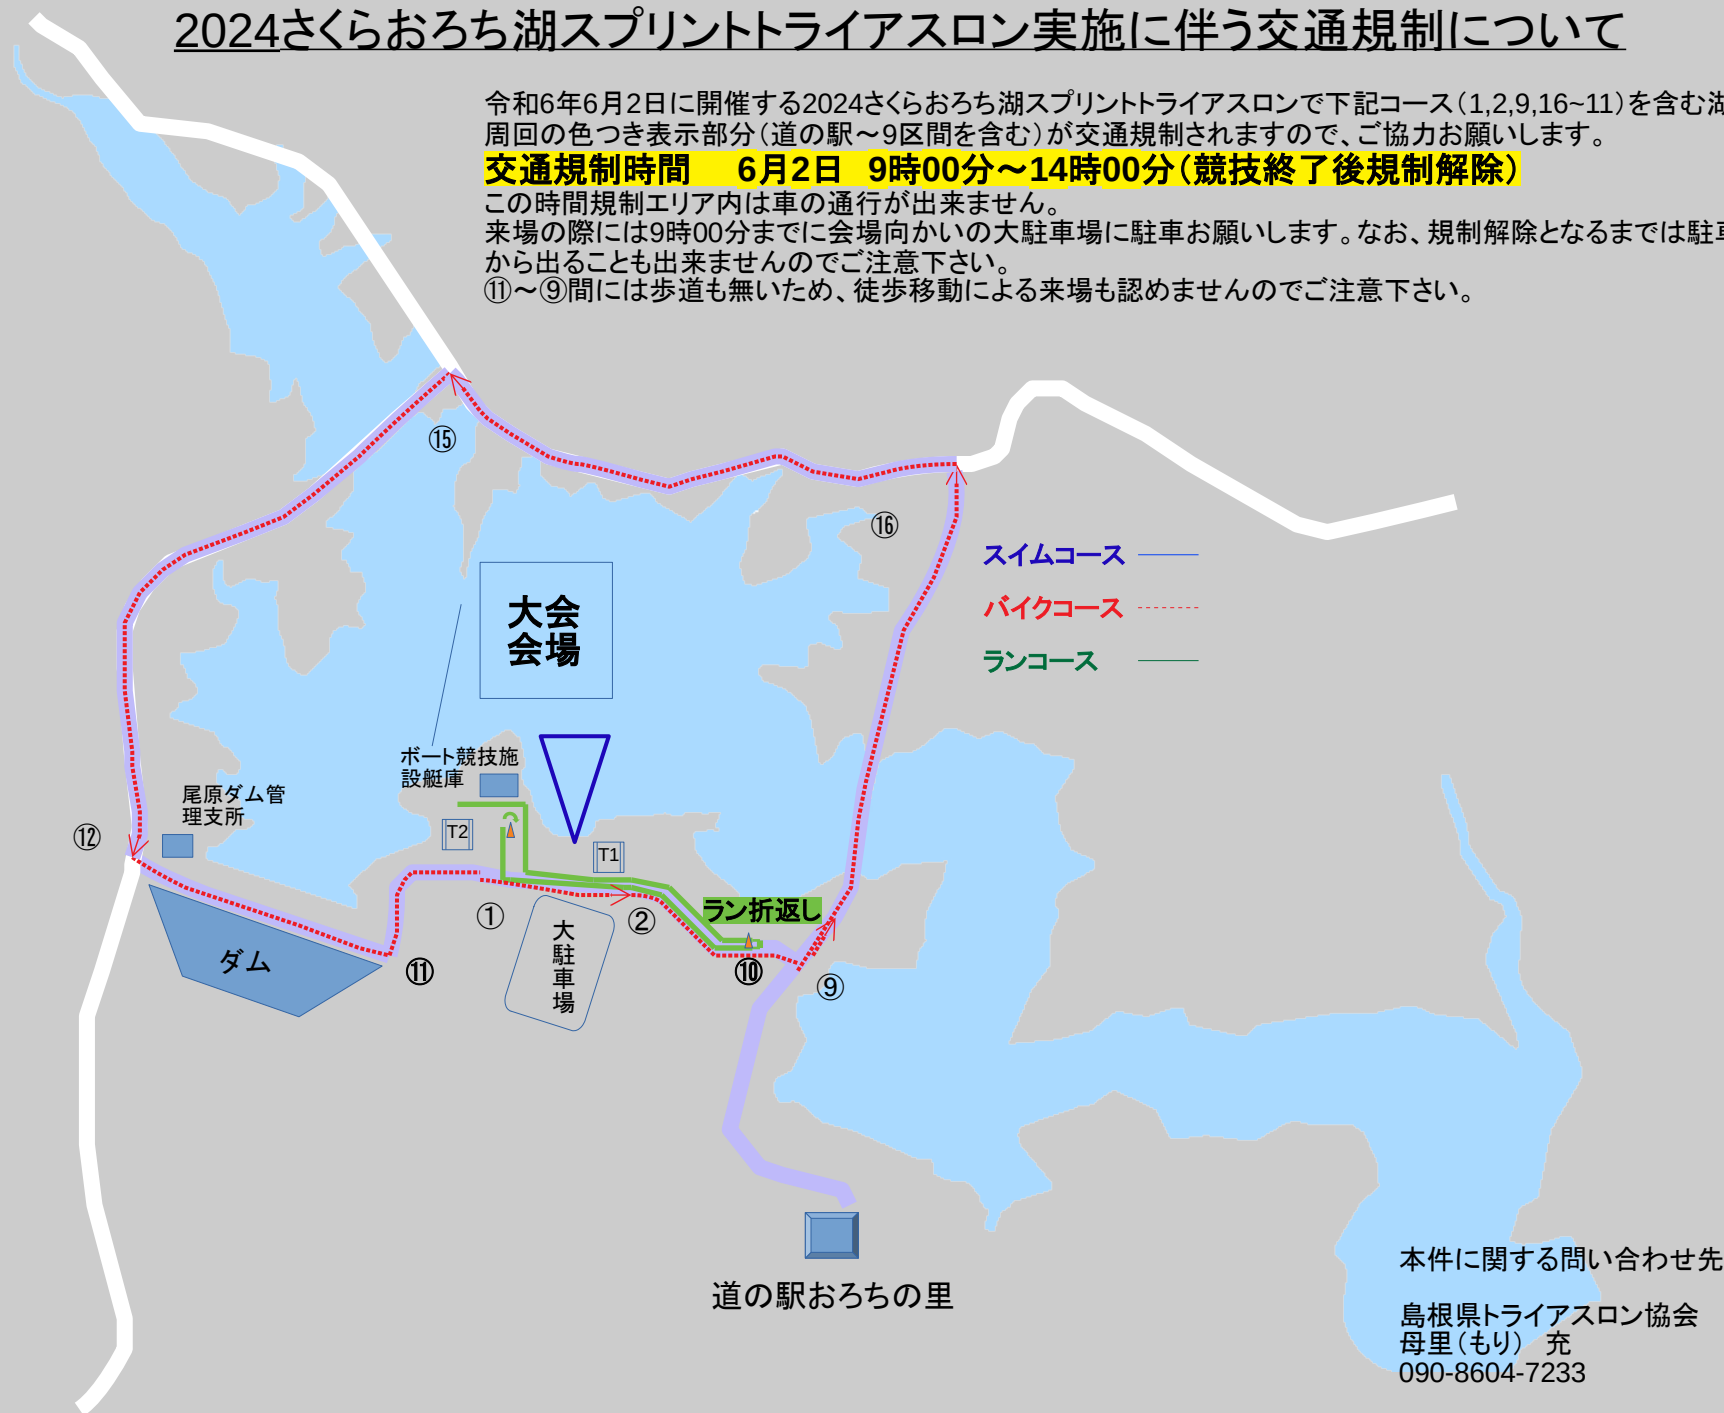 2024さくらおろち湖スプリントトライアスロン実施に伴う交通規制について
令和6年6月2日に開催する2024さくらおろち湖スプリントトライアスロンで下記コース（1,2,9,16~11）を含む湖
周回の色つき表示部分（道の駅～9区間を含む）が交通規制されますので、ご協力お願いします。
交通規制時間　6月2日 9時00分～14時00分（競技終了後規制解除）
この時間規制エリア内は車の通行が出来ません。
来場の際には9時00分までに会場向かいの大駐車場に駐車お願いします。なお、規制解除となるまでは駐車
から出ることも出来ませんのでご注意下さい。
⑪～⑨間には歩道も無いため、徒歩移動による来場も認めませんのでご注意下さい。
⑮
⑯
スイムコース
バイクコース
ランコース
大会
会場
ボート競技施
設艇庫
尾原ダム管
理支所
⑫
T2
T1
①
②
ラン折返し
大駐車場
ダム
⑪
⑩
⑨
道の駅おろちの里
本件に関する問い合わせ先
島根県トライアスロン協会
母里（もり）　充
090-8604-7233